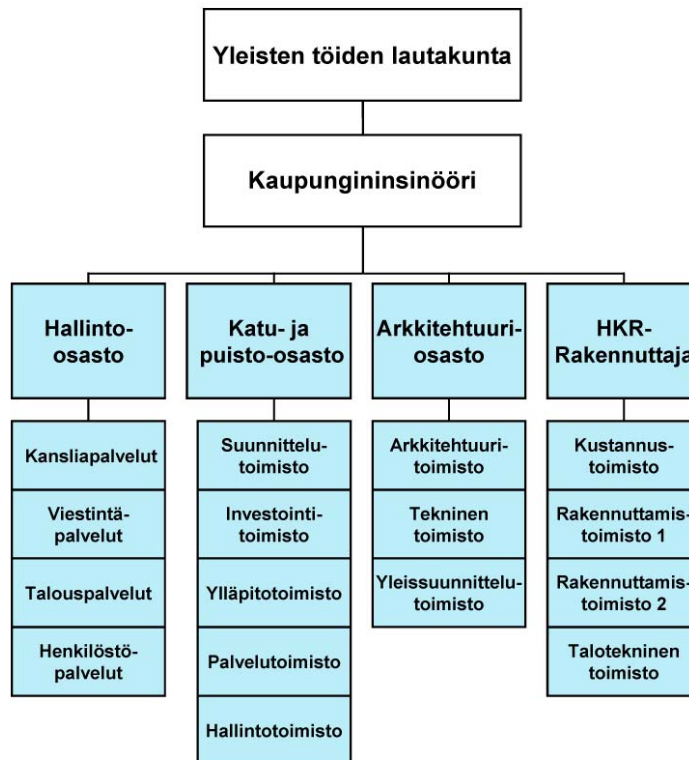 Yleisten töiden lautakunta
Kaupungininsinööri
Hallinto-
osasto
Katu- ja
puisto-osasto
Arkkitehtuuri-
osasto
HKR-
Rakennuttaja
Kansliapalvelut
Viestintä-
palvelut
Talouspalvelut
Henkilöstö-
palvelut
Suunnittelu-
toimisto
Investointi-
toimisto
Ylläpitotoimisto
Palvelutoimisto
Hallintotoimisto
Arkkitehtuuri-
toimisto
Tekninen
toimisto
Yleissuunnittelu-
toimisto
Kustannus-
toimisto
Rakennuttamis-
toimisto 1
Rakennuttamis-
toimisto 2
Talotekninen
toimisto